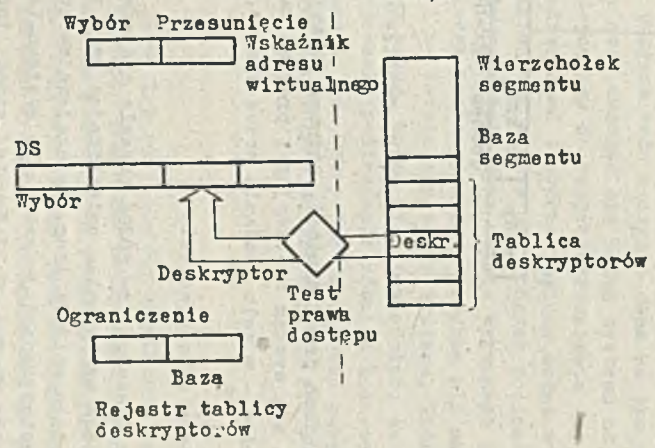 Wybór Przesunięcie
Wskaźnik
adresu
wirtualnego
Wierzchołek
segmentu
Baza
segmentu
DS
Wybór
Deskr.
Tablica
deskryptorów
Deskryptor
Test
prawa
dostępu
Ograniczenie
Baza
Rejestr tablicy
deskryptorów